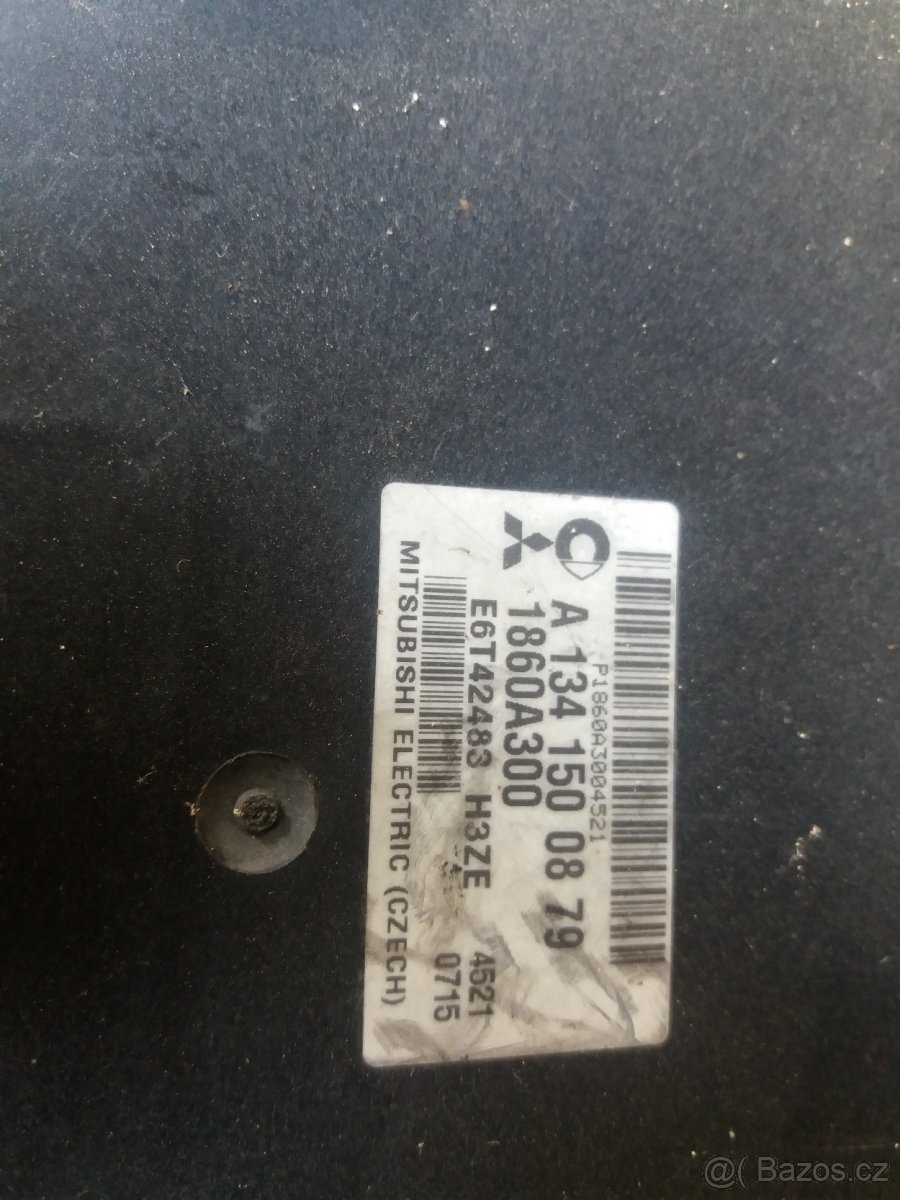 P1860A3004521
A 134 150 08 79
1860A300
E6T42483 H3ZE 4521
0715
MITSUBISHI ELECTRIC (CZECH)
@( Bazos.cz